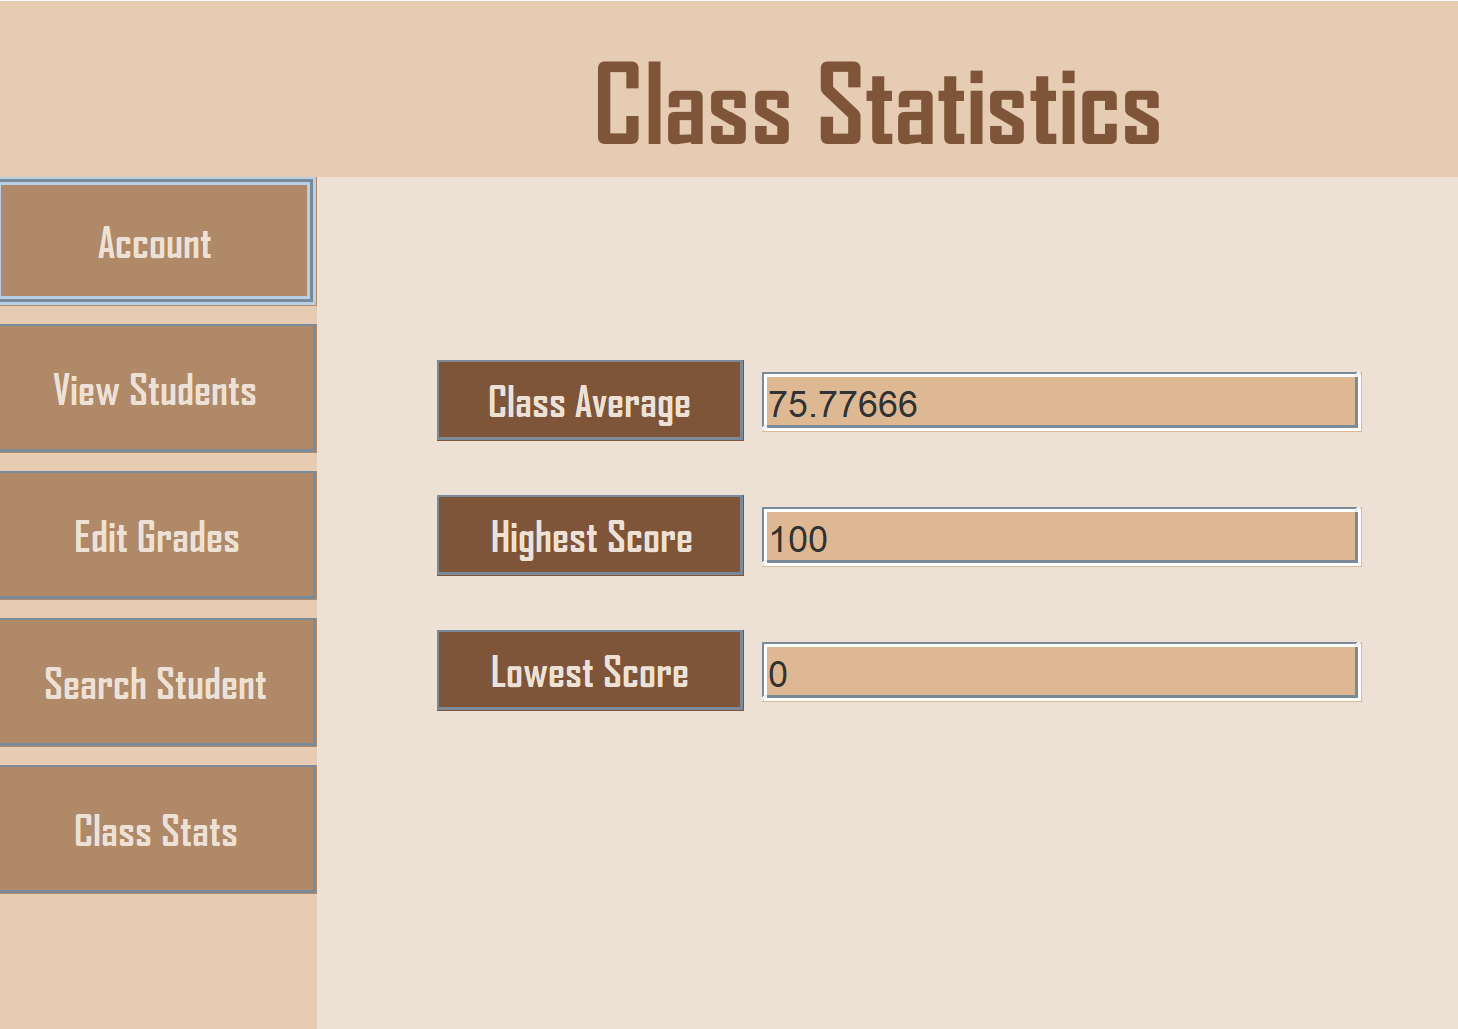 Class Statistics
Account
View Students
Edit Grades
Search Student
Class Stats
Class Average
75.77666
Highest Score
100
Lowest Score
0